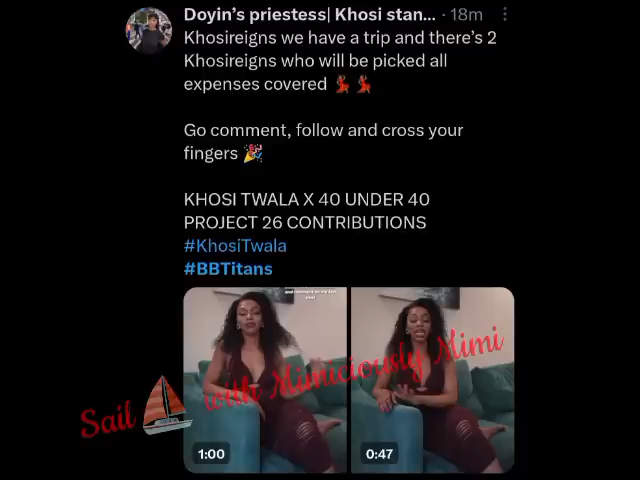 Doyin’s priestess| Khosi stan... · 18m
Khosireigns we have a trip and there’s 2
Khosireigns who will be picked all
expenses covered 💃💃
Go comment, follow and cross your
fingers 🎉
KHOSI TWALA X 40 UNDER 40
PROJECT 26 CONTRIBUTIONS
#KhosiTwala
#BBTitans
Sail with Mimiciously Mimi
1:00
0:47